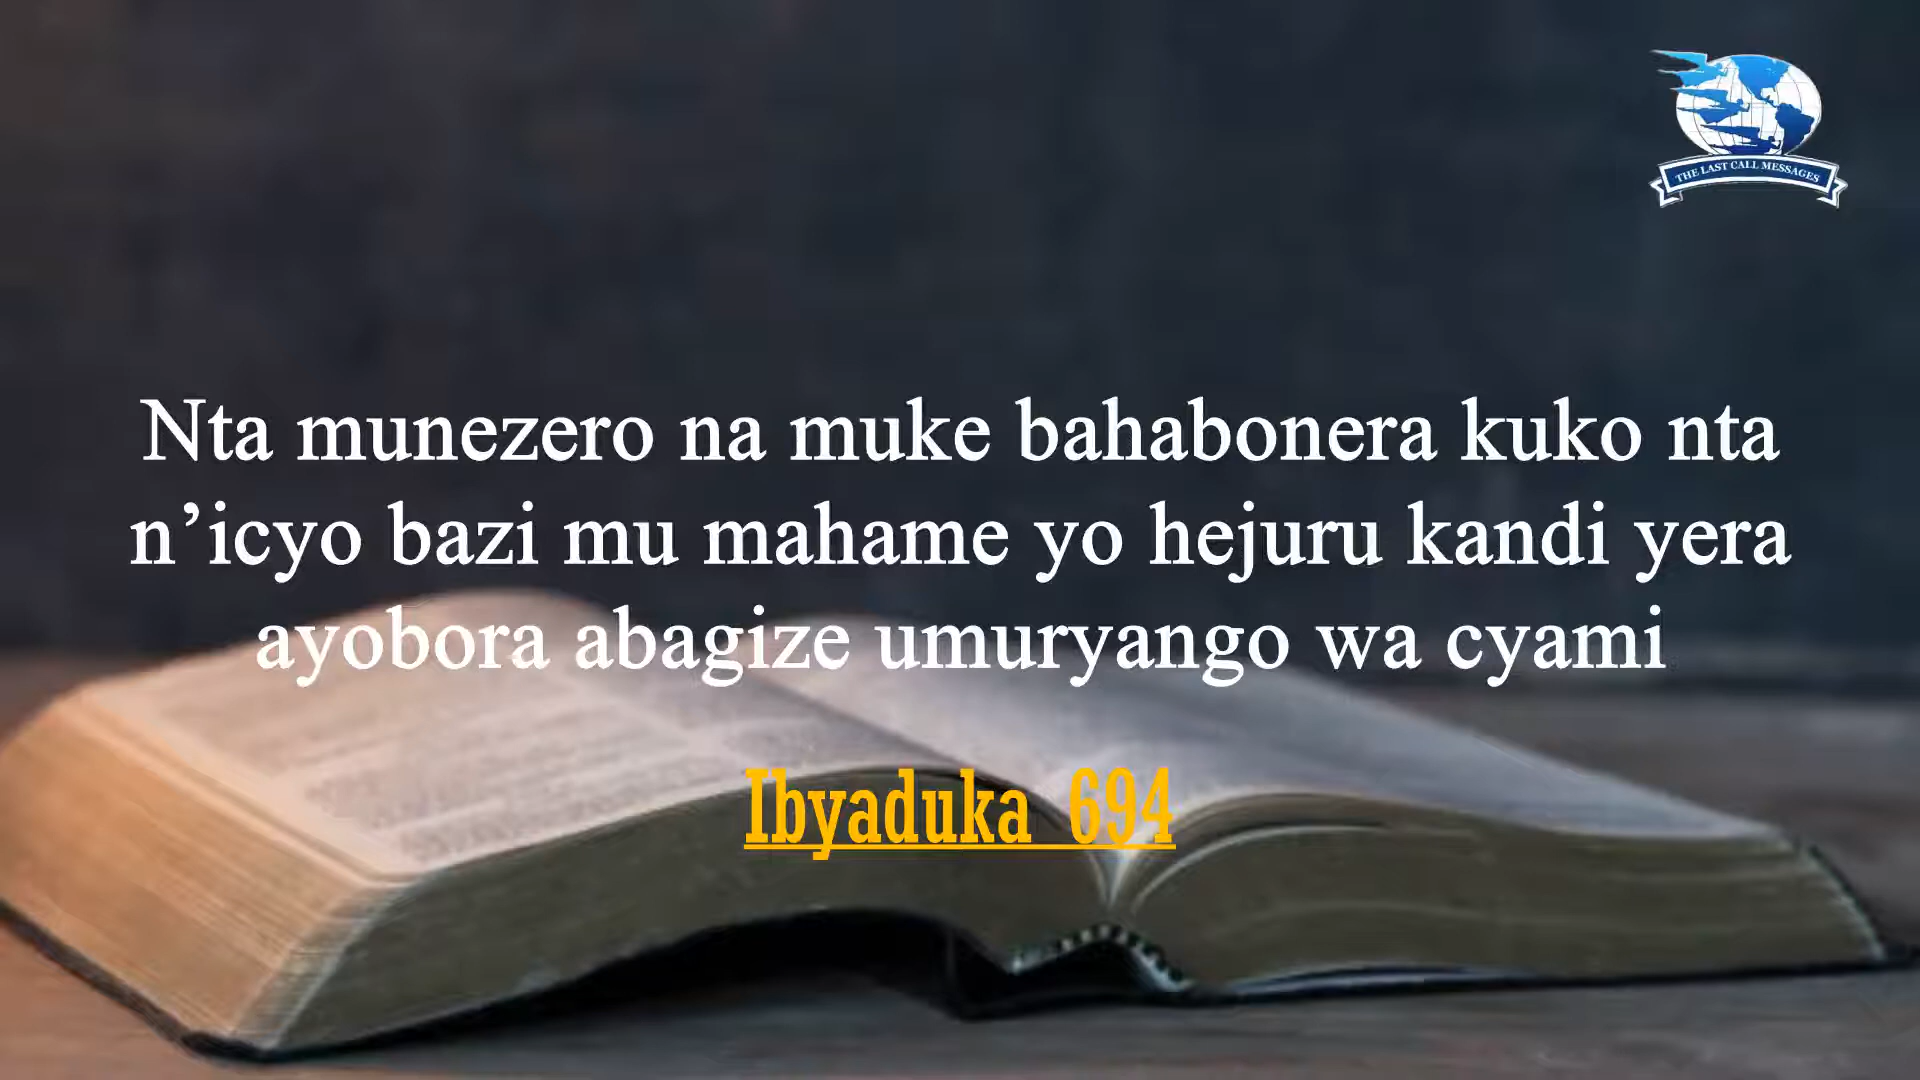 THE LAST CALL MESSAGES
Nta munezero na muke bahabonera kuko nta
n’icyo bazi mu mahame yo hejuru kandi yera
ayobora abagize umuryango wa cyami
Ibyaduka 694